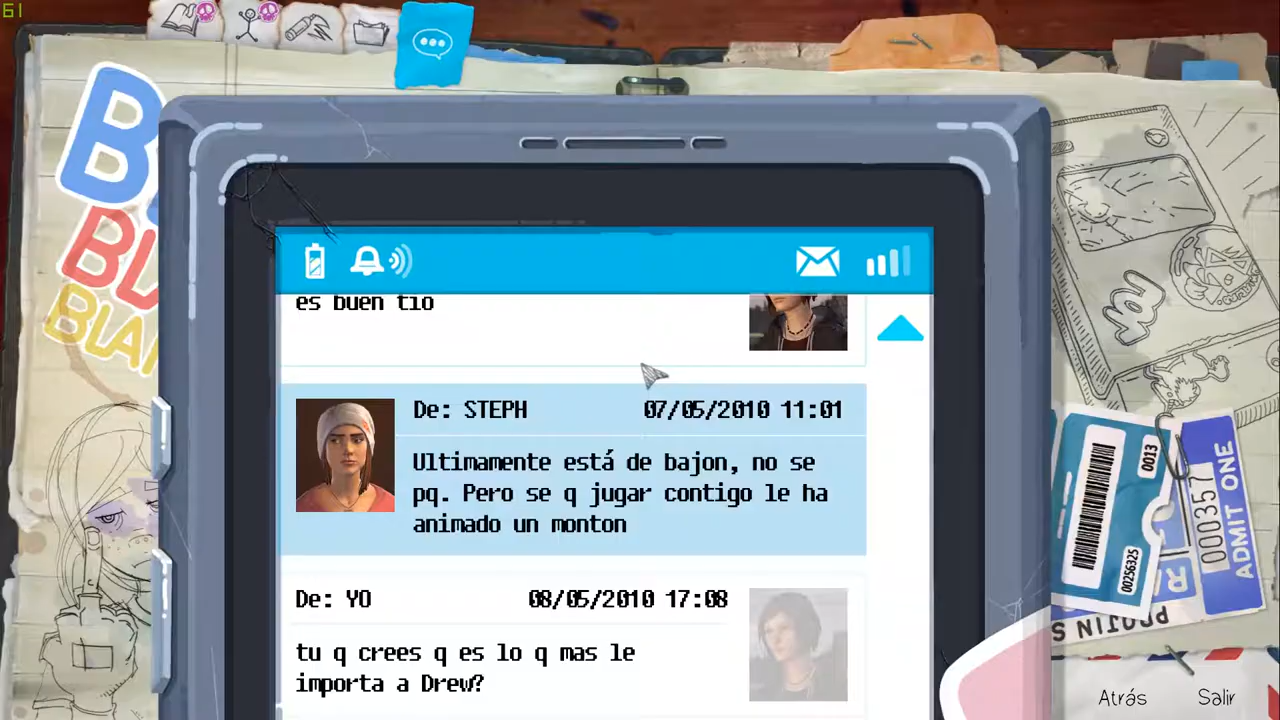 61
es buen tio
De: STEPH 07/05/2010 11:01
Ultimamente está de bajon, no se
pq. Pero se q jugar contigo le ha
animado un monton
De: YO 08/05/2010 17:08
tu q crees q es lo q mas le
importa a Drew?
0013
00256325
000357
ADMIT ONE
Atrás Salir